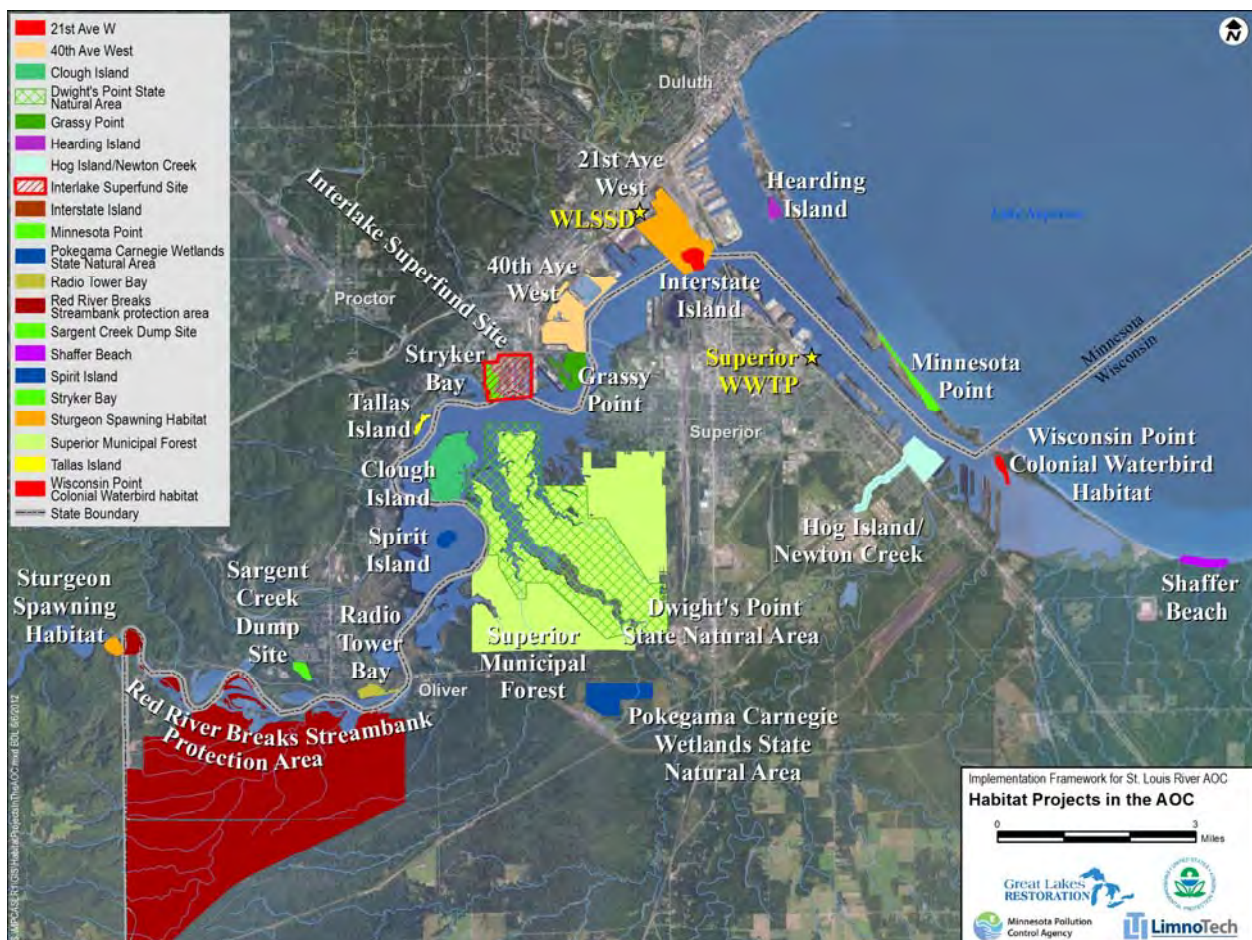 21st Ave W
40th Ave West
Clough Island
Dwight's Point State
Natural Area
Grassy Point
Hearding Island
Hog Island/Newton Creek
Interlake Superfund Site
Interstate Island
Minnesota Point
Pokegama Carnegie Wetlands
State Natural Area
Radio Tower Bay
Red River Breaks
Streambank protection area
Sargent Creek Dump Site
Shaffer Beach
Spirit Island
Stryker Bay
Sturgeon Spawning Habitat
Superior Municipal Forest
Tallas Island
Wisconsin Point
Colonial Waterbird habitat
State Boundary
N
Duluth
21st Ave
West
WLSSD
Hearding
Island
Interlake Superfund Site
40th Ave
West
Interstate
Island
Proctor
Stryker
Bay
Grassy
Point
Superior
WWTP
Minnesota
Wisconsin
Minnesota
Point
Tallas
Island
Superior
Clough
Island
Wisconsin Point
Colonial Waterbird
Habitat
Hog Island/
Newton Creek
Spirit
Island
Shaffer
Beach
Sturgeon
Spawning
Habitat
Sargent
Creek
Dump
Site
Radio
Tower
Bay
Dwight's Point
State Natural Area
Superior
Municipal
Forest
Oliver
Red River Breaks Streambank
Protection Area
Pokegama Carnegie
Wetlands State
Natural Area
Implementation Framework for St. Louis River AOC
Habitat Projects in the AOC
0 3
Miles
Great Lakes
RESTORATION
Minnesota Pollution
Control Agency
LimnoTech